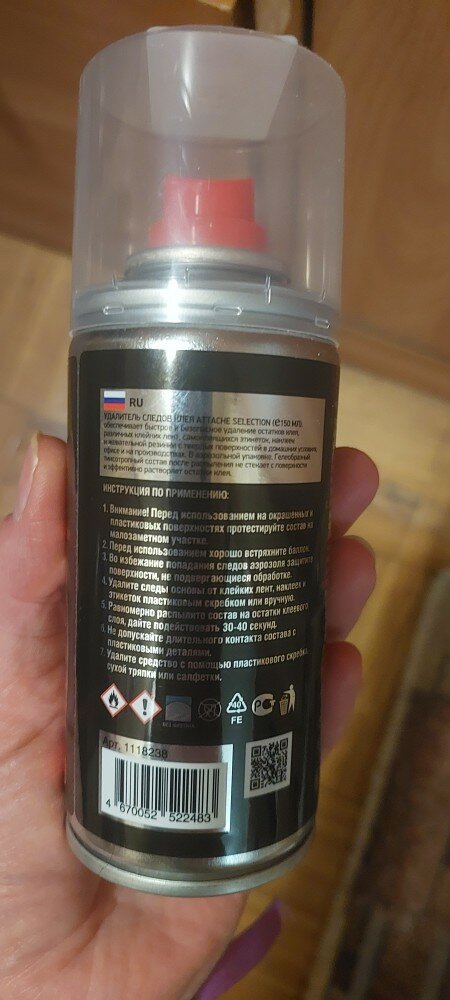 RU
УДАЛИТЕЛЬ СЛЕДОВ КЛЕЯ ATTACHE SELECTION (℮150 МЛ)
обеспечивает быстрое и безопасное удаление остатков клея,
различных клейких лент, самоклеящихся этикеток, наклеек
и жевательной резинки с твердых поверхностей в домашних условиях,
офисе и на производствах. В аэрозольной упаковке. Гелеобразный
тиксотропный состав после распыления не стекает с поверхности
и эффективно растворяет остатки клея.
ИНСТРУКЦИЯ ПО ПРИМЕНЕНИЮ:
1. Внимание! Перед использованием на окрашенных и
пластиковых поверхностях протестируйте состав на
малозаметном участке.
2. Перед использованием хорошо встряхните баллон.
3. Во избежание попадания следов аэрозоля защитите
поверхности, не подвергающиеся обработке.
4. Удалите следы основы от клейких лент, наклеек и
этикеток пластиковым скребком или вручную.
5. Равномерно распылите состав на остатки клеевого
слоя, дайте подействовать 30-40 секунд.
6. Не допускайте длительного контакта состава с
пластиковыми деталями.
7. Удалите средство с помощью пластикового скребка,
сухой тряпки или салфетки.
БЕЗ ФРЕОНА
40
FE
РС
Арт. 1118238
4 670052 522483